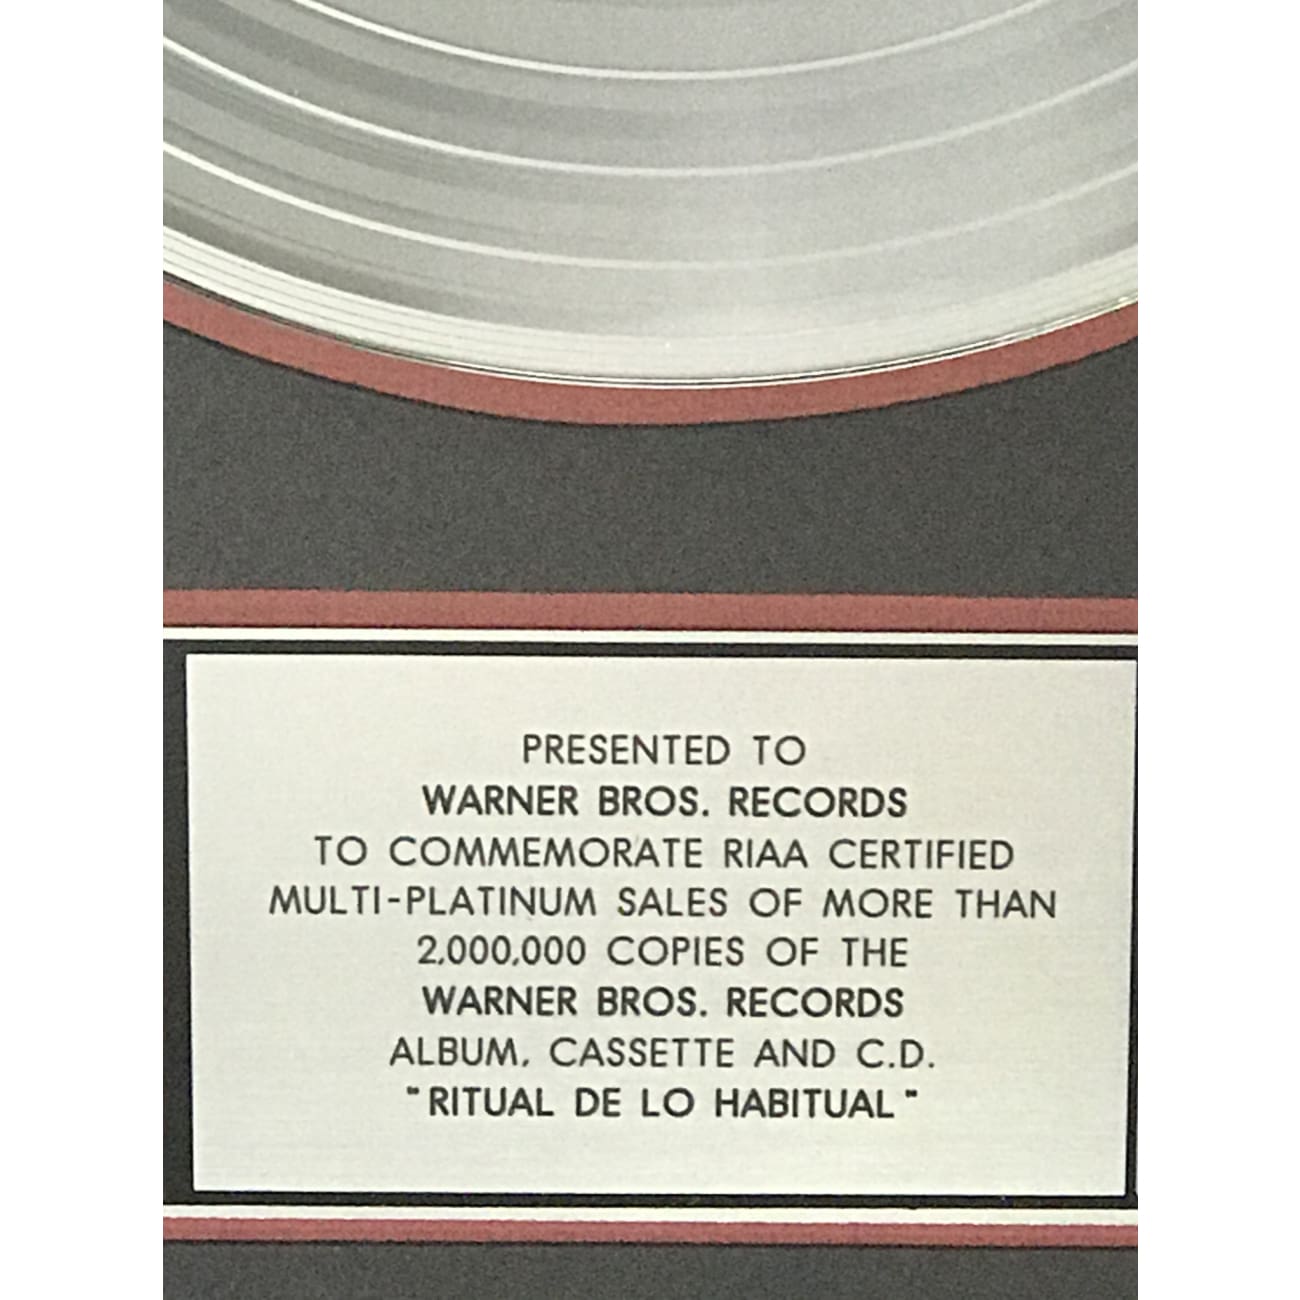 PRESENTED TO
WARNER BROS. RECORDS
TO COMMEMORATE RIAA CERTIFIED
MULTI-PLATINUM SALES OF MORE THAN
2,000,000 COPIES OF THE
WARNER BROS. RECORDS
ALBUM, CASSETTE AND C.D.
"RITUAL DE LO HABITUAL"